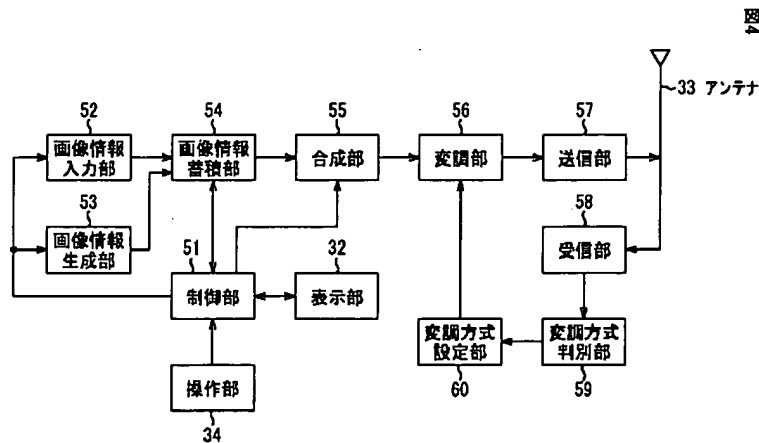 図4
33 アンテナ
52
画像情報
入力部
54
画像情報
蓄積部
55
合成部
56
変調部
57
送信部
53
画像情報
生成部
58
受信部
51
制御部
32
表示部
変調方式
設定部
60
変調方式
判別部
59
操作部
34